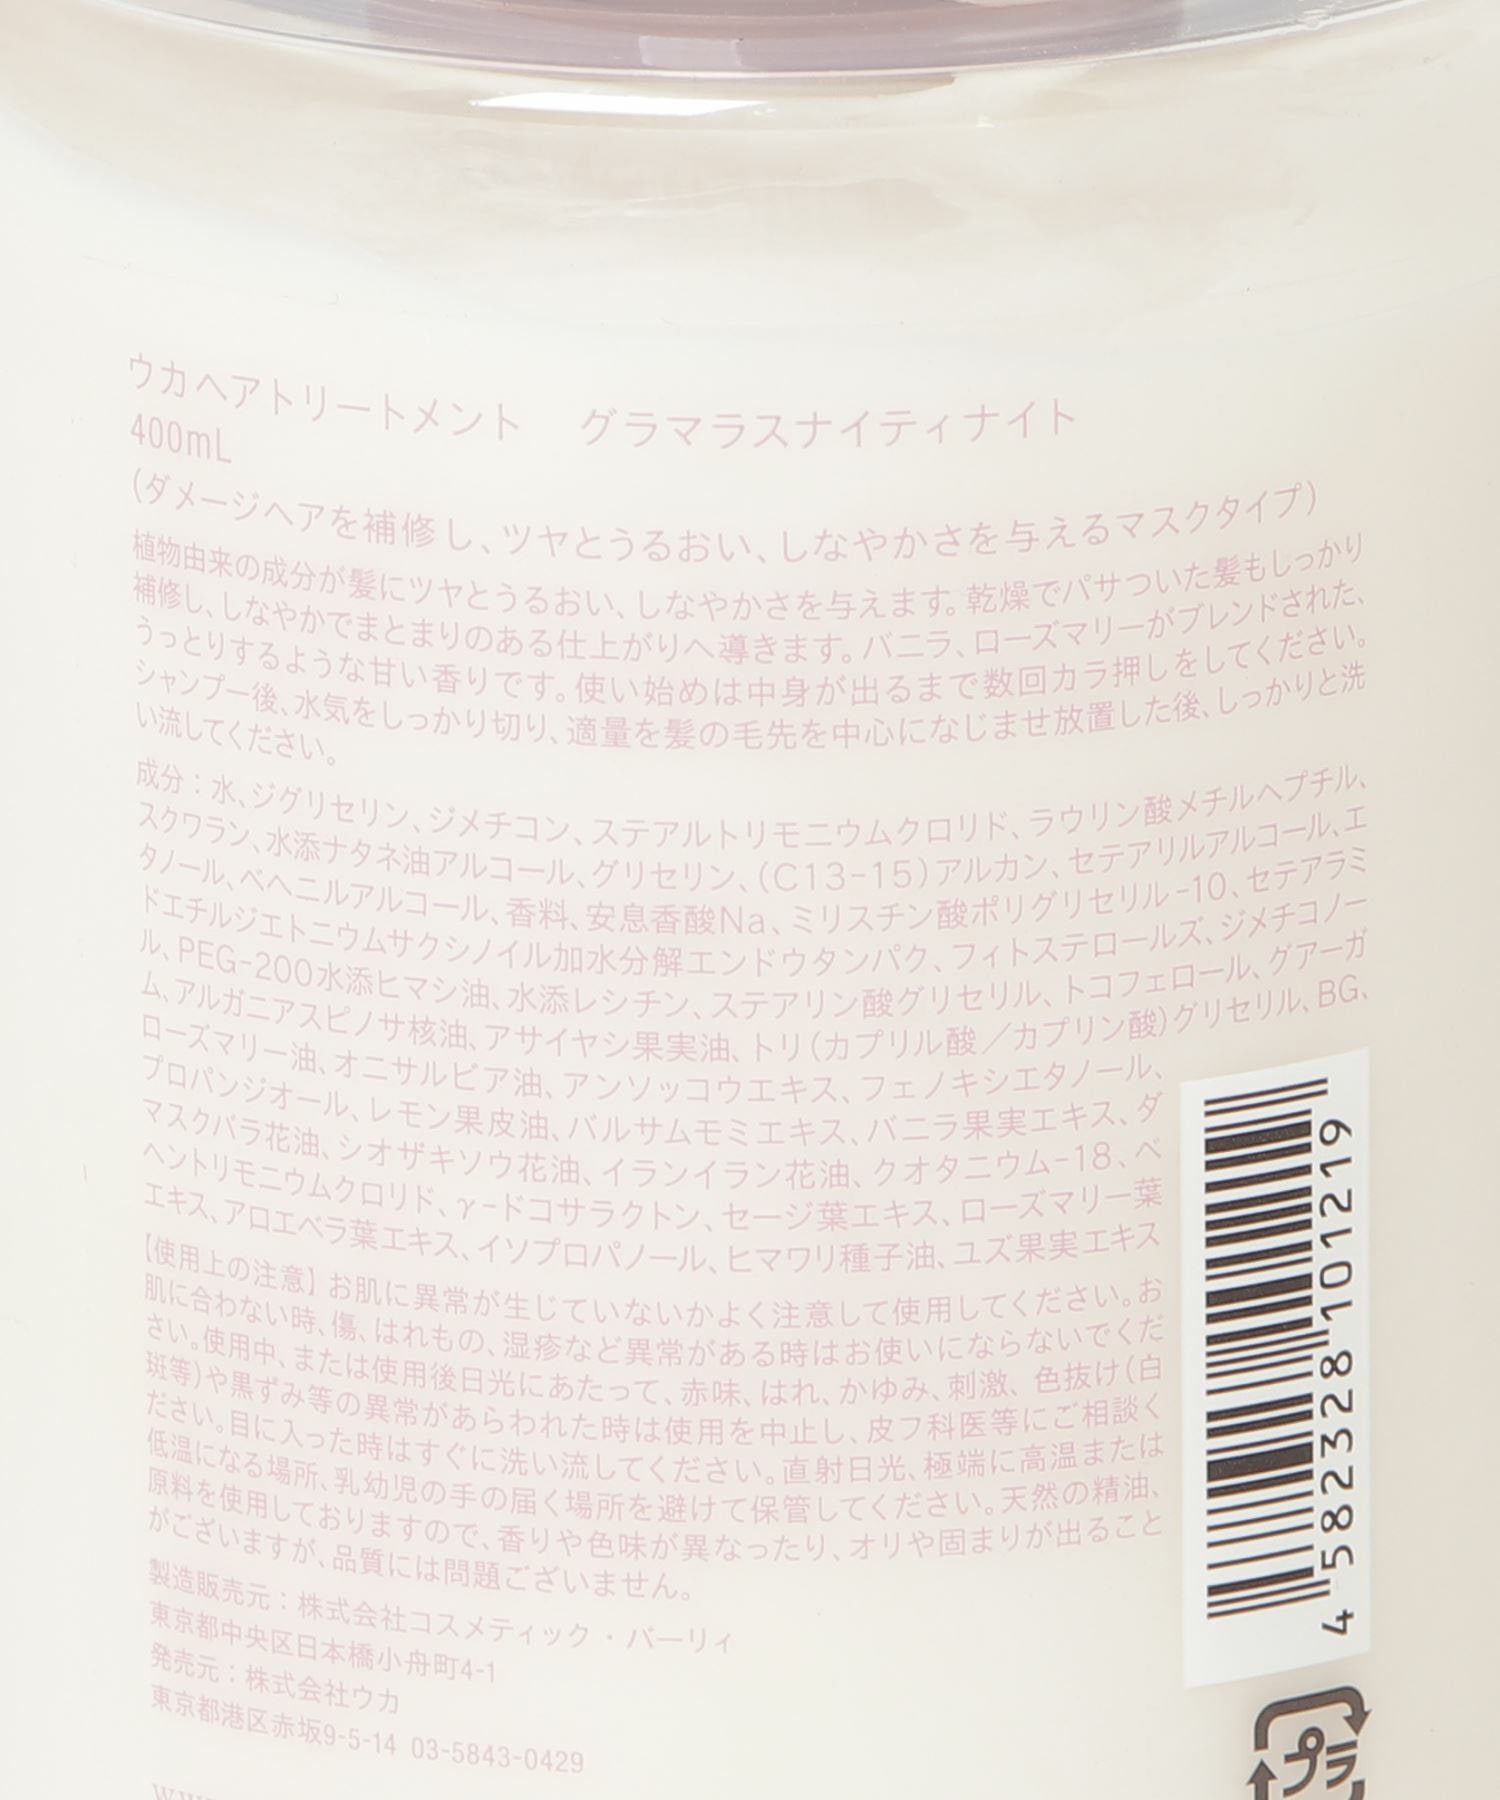 ウカヘアトリートメント　グラマラスナイティナイト
400mL
(ダメージヘアを補修し、ツヤとうるおい、しなやかさを与えるマスクタイプ)
植物由来の成分が髪にツヤとうるおい、しなやかさを与えます。乾燥でパサついた髪もしっかり
補修し、しなやかでまとまりのある仕上がりへ導きます。バニラ、ローズマリーがブレンドされた、
うっとりするような甘い香りです。使い始めは中身が出るまで数回カラ押しをしてください。
シャンプー後、水気をしっかり切り、適量を髪の毛先を中心になじませ放置した後、しっかりと洗
い流してください。
成分：水、ジグリセリン、ジメチコン、ステアルトリモニウムクロリド、ラウリン酸メチルヘプチル、
スクワラン、水添ナタネ油アルコール、グリセリン、(C13-15)アルカン、セテアリルアルコール、エ
タノール、ベヘニルアルコール、香料、安息香酸Na、ミリスチン酸ポリグリセリル-10、セテアラミ
ドエチルジエトニウムサクシノイル加水分解エンドウタンパク、フィトステロールズ、ジメチコノー
ル、PEG-200水添ヒマシ油、水添レシチン、ステアリン酸グリセリル、トコフェロール、グアーガ
ム、アルガニアスピノサ核油、アサイヤシ果実油、トリ(カプリル酸／カプリン酸)グリセリル、BG、
ローズマリー油、オニサルビア油、アンソッコウエキス、フェノキシエタノール、
プロパンジオール、レモン果皮油、バルサムモミエキス、バニラ果実エキス、ダ
マスクバラ花油、シオザキソウ花油、イランイラン花油、クオタニウム-18、ベ
ヘントリモニウムクロリド、γ-ドコサラクトン、セージ葉エキス、ローズマリー葉
エキス、アロエベラ葉エキス、イソプロパノール、ヒマワリ種子油、ユズ果実エキス
【使用上の注意】お肌に異常が生じていないかよく注意して使用してください。お
肌に合わない時、傷、はれもの、湿疹など異常がある時はお使いにならないでくだ
さい。使用中、または使用後日光にあたって、赤味、はれ、かゆみ、刺激、色抜け(白
斑等)や黒ずみ等の異常があらわれた時は使用を中止し、皮フ科医等にご相談く
ださい。目に入った時はすぐに洗い流してください。直射日光、極端に高温または
低温になる場所、乳幼児の手の届く場所を避けて保管してください。天然の精油、
原料を使用しておりますので、香りや色味が異なったり、オリや固まりが出ること
がございますが、品質には問題ございません。
製造販売元：株式会社コスメティック・バーリィ
東京都中央区日本橋小舟町4-1
発売元：株式会社ウカ
東京都港区赤坂9-5-14 03-5843-0429
4 582328 101219
プラ